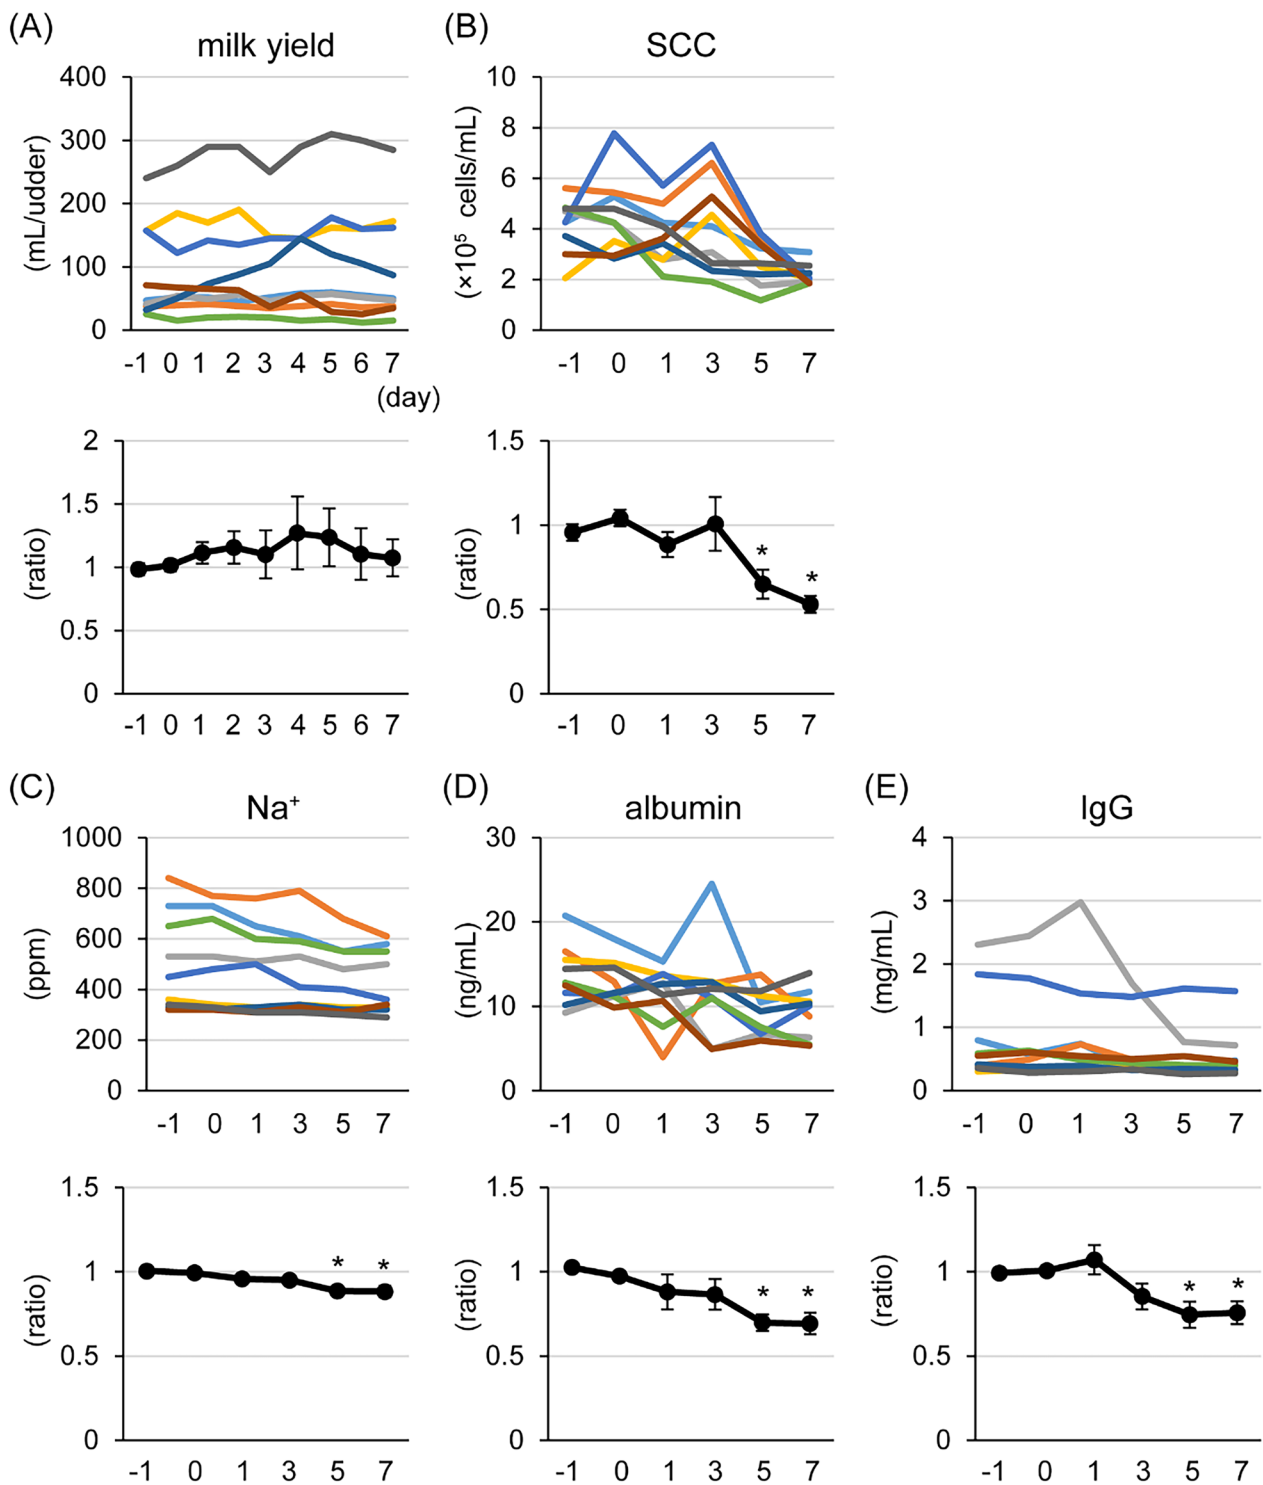 (A)
milk yield
400
300
200
100
0
(mL/udder)
-1 0 1 2 3 4 5 6 7
(day)
2
1.5
1
0.5
0
(ratio)
-1 0 1 2 3 4 5 6 7
(B)
SCC
10
8
6
4
2
0
(×10⁵ cells/mL)
-1 0 1 3 5 7
1.5
1
0.5
0
(ratio)
* *
-1 0 1 3 5 7
(C)
Na⁺
1000
800
600
400
200
0
(ppm)
-1 0 1 3 5 7
1.5
1
0.5
0
(ratio)
* *
-1 0 1 3 5 7
(D)
albumin
30
20
10
0
(ng/mL)
-1 0 1 3 5 7
1.5
1
0.5
0
(ratio)
* *
-1 0 1 3 5 7
(E)
IgG
4
3
2
1
0
(mg/mL)
-1 0 1 3 5 7
1.5
1
0.5
0
(ratio)
* *
-1 0 1 3 5 7